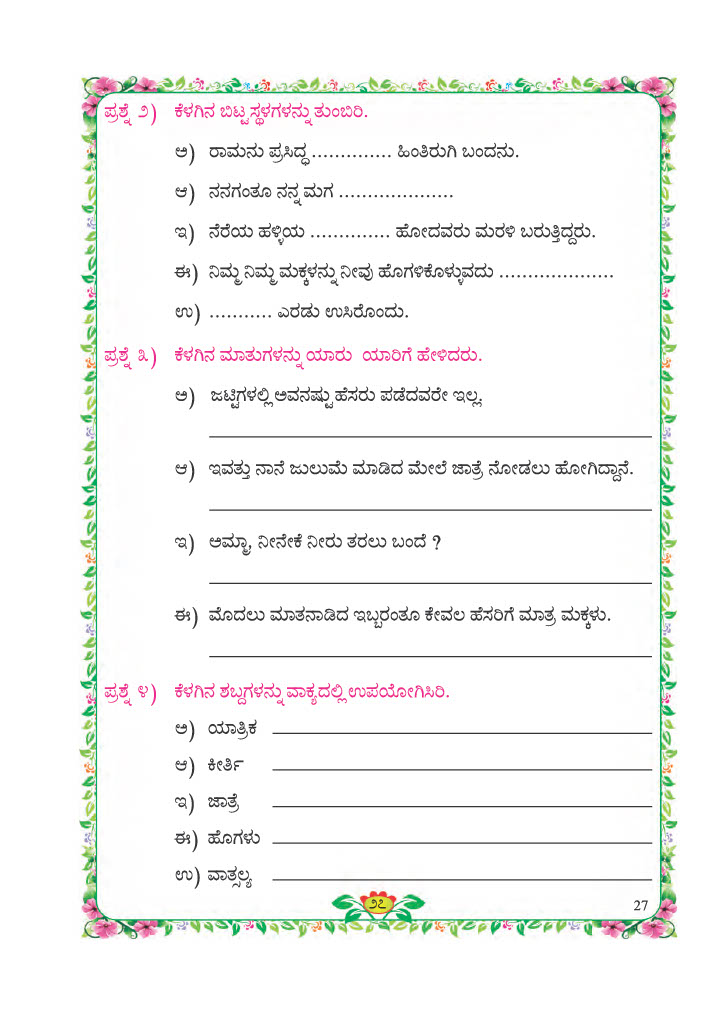 ಪ್ರಶ್ನೆ ೨) ಕೆಳಗಿನ ಬಿಟ್ಟ ಸ್ಥಳಗಳನ್ನು ತುಂಬಿರಿ.
ಅ) ರಾಮನು ಪ್ರಸಿದ್ಧ .............. ಹಿಂತಿರುಗಿ ಬಂದನು.
ಆ) ನನಗಂತೂ ನನ್ನ ಮಗ ....................
ಇ) ನೆರೆಯ ಹಳ್ಳಿಯ .............. ಹೋದವರು ಮರಳಿ ಬರುತ್ತಿದ್ದರು.
ಈ) ನಿಮ್ಮ ನಿಮ್ಮ ಮಕ್ಕಳನ್ನು ನೀವು ಹೊಗಳಿಕೊಳ್ಳುವದು ....................
ಉ) ........... ಎರಡು ಉಸಿರೊಂದು.
ಪ್ರಶ್ನೆ ೩) ಕೆಳಗಿನ ಮಾತುಗಳನ್ನು ಯಾರು ಯಾರಿಗೆ ಹೇಳಿದರು.
ಅ) ಜಟ್ಟಿಗಳಲ್ಲಿ ಅವನಷ್ಟು ಹೆಸರು ಪಡೆದವರೇ ಇಲ್ಲ.
ಆ) ಇವತ್ತು ನಾನೆ ಜುಲುಮೆ ಮಾಡಿದ ಮೇಲೆ ಜಾತ್ರೆ ನೋಡಲು ಹೋಗಿದ್ದಾನೆ.
ಇ) ಅಮ್ಮಾ, ನೀನೇಕೆ ನೀರು ತರಲು ಬಂದೆ ?
ಈ) ಮೊದಲು ಮಾತನಾಡಿದ ಇಬ್ಬರಂತೂ ಕೇವಲ ಹೆಸರಿಗೆ ಮಾತ್ರ ಮಕ್ಕಳು.
ಪ್ರಶ್ನೆ ೪) ಕೆಳಗಿನ ಶಬ್ದಗಳನ್ನು ವಾಕ್ಯದಲ್ಲಿ ಉಪಯೋಗಿಸಿರಿ.
ಅ) ಯಾತ್ರಿಕ
ಆ) ಕೀರ್ತಿ
ಇ) ಜಾತ್ರೆ
ಈ) ಹೊಗಳು
ಉ) ವಾತ್ಸಲ್ಯ
೨೭
27